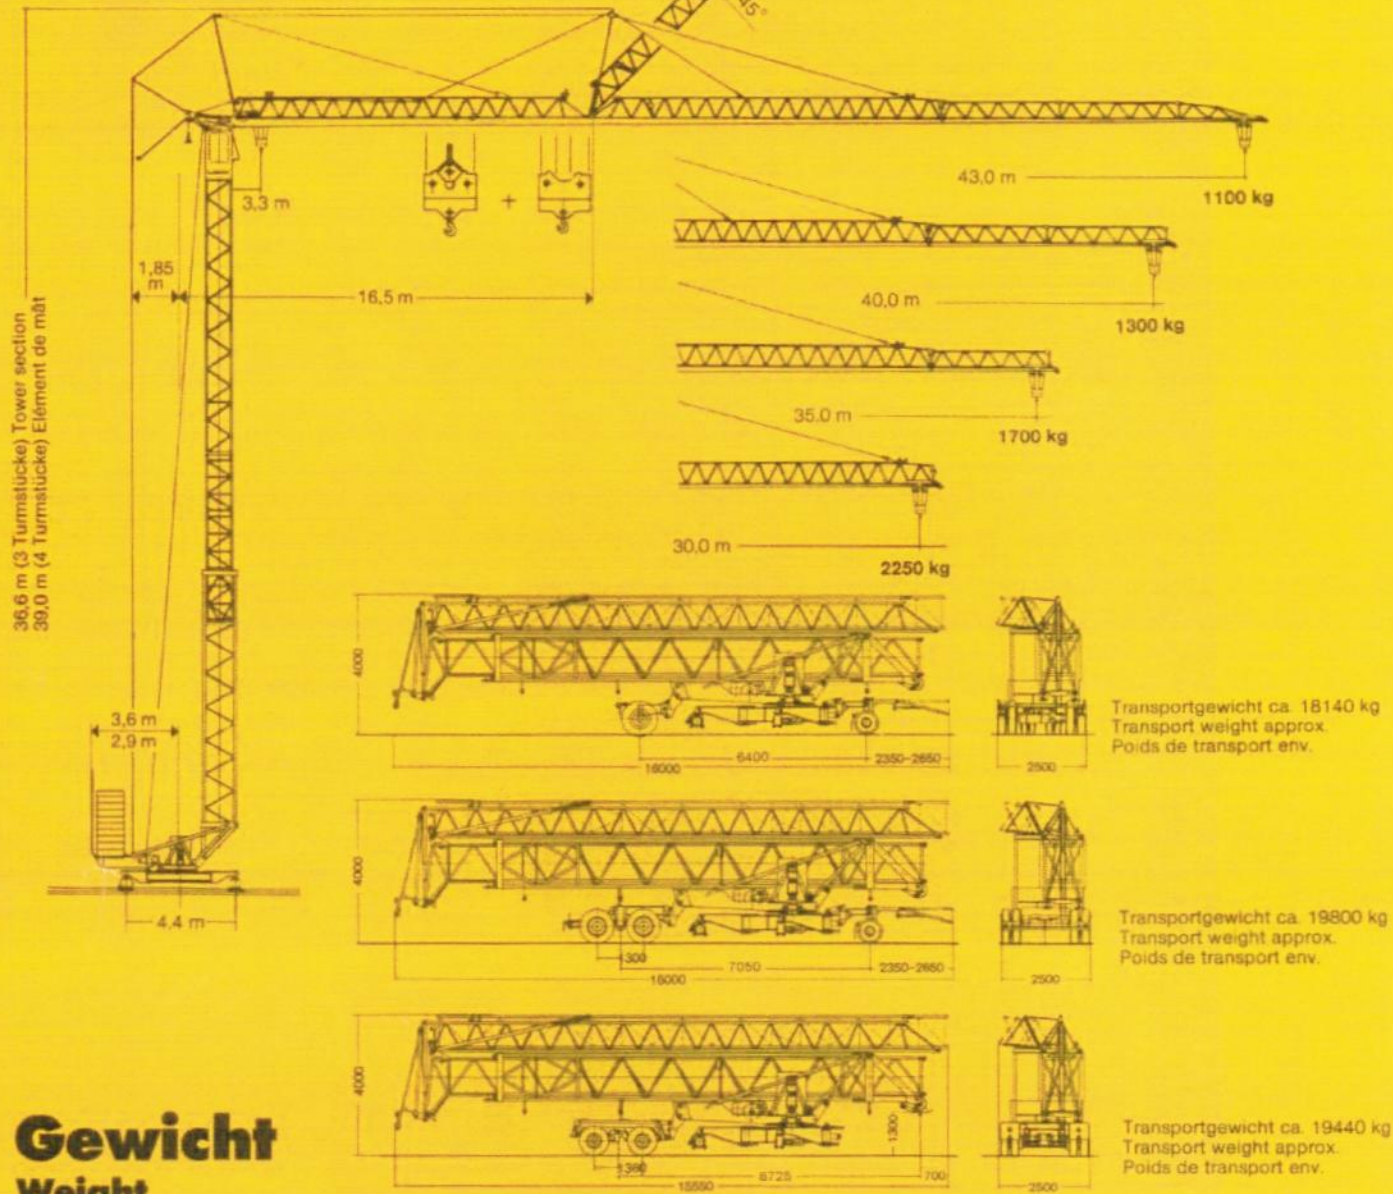 45°
36,6 m (3 Turmstücke) Tower section
39,0 m (4 Turmstücke) Elément de mât
3,3 m
+
43,0 m
1100 kg
1,85
m
16,5 m
40,0 m
1300 kg
35,0 m
1700 kg
30,0 m
2250 kg
3,6 m
2,9 m
4,4 m
4000
6400
2350-2650
16000
2500
Transportgewicht ca. 18140 kg
Transport weight approx.
Poids de transport env.
4000
1300
7050
2350-2650
16000
2500
Transportgewicht ca. 19800 kg
Transport weight approx.
Poids de transport env.
4000
1300
1360
6725
700
15550
2500
Transportgewicht ca. 19440 kg
Transport weight approx.
Poids de transport env.
Gewicht
Weight